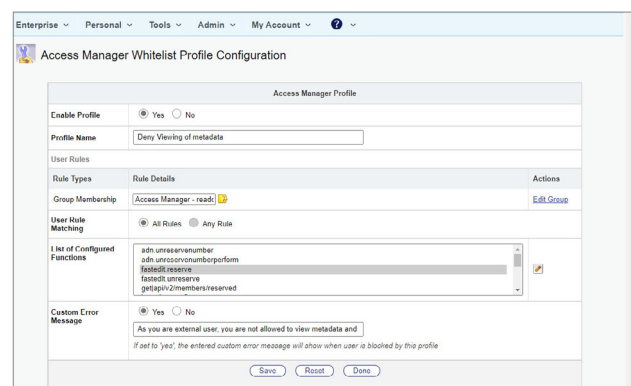 Enterprise Personal Tools Admin My Account ?
Access Manager Whitelist Profile Configuration
Access Manager Profile
Enable Profile Yes No
Profile Name Deny Viewing of metadata
User Rules
Rule Types Rule Details Actions
Group Membership Access Manager - readc Edit Group
User Rule
Matching All Rules Any Rule
List of Configured
Functions
adn.unreservenumber
adn.unreservenumberperform
fastedit.reserve
fastedit.unreserve
get|api/v2/members/reserved
Custom Error
Message Yes No
As you are external user, you are not allowed to view metadata and
If set to 'yes', the entered custom error message will show when user is blocked by this profile
Save Reset Done